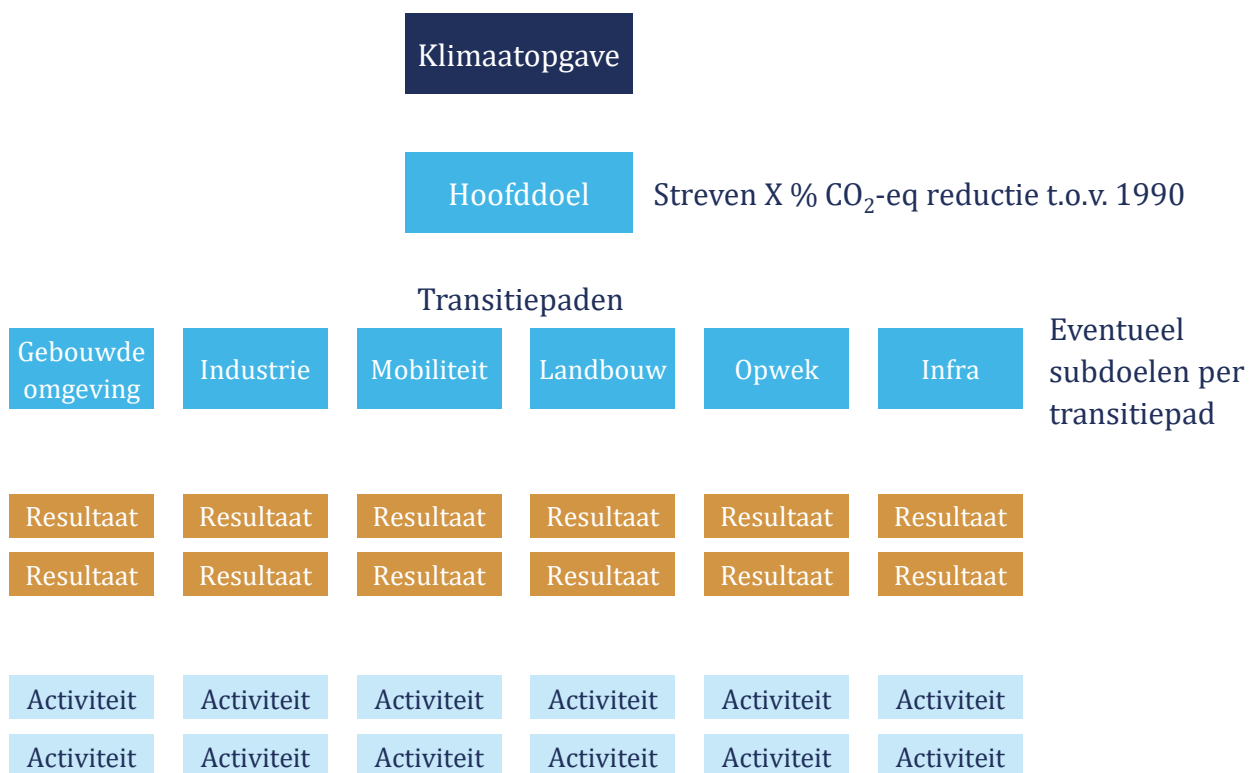 Klimaatopgave
Hoofddoel
Streven X % CO₂-eq reductie t.o.v. 1990
Transitiepaden
Gebouwde
omgeving
Industrie
Mobiliteit
Landbouw
Opwek
Infra
Eventueel
subdoelen per
transitiepad
Resultaat Resultaat Resultaat Resultaat Resultaat Resultaat
Resultaat Resultaat Resultaat Resultaat Resultaat Resultaat
Activiteit Activiteit Activiteit Activiteit Activiteit Activiteit
Activiteit Activiteit Activiteit Activiteit Activiteit Activiteit